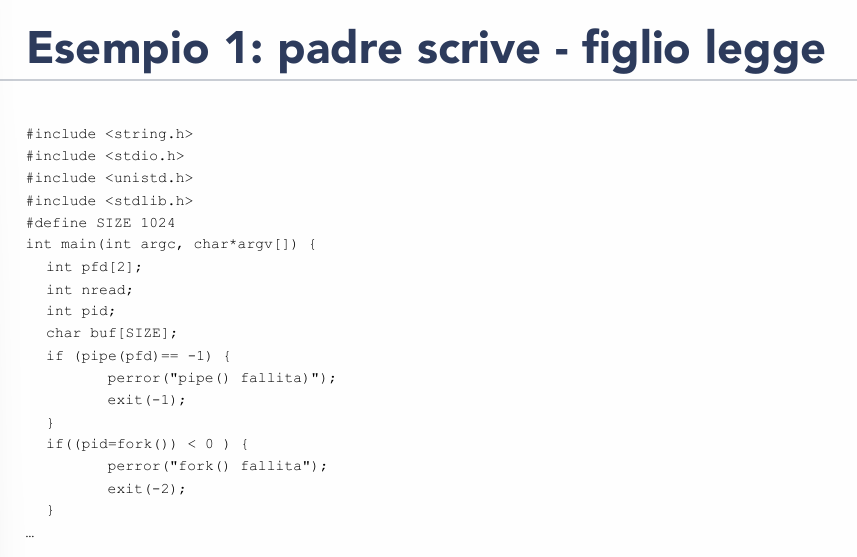 Esempio 1: padre scrive - figlio legge
#include <string.h>
#include <stdio.h>
#include <unistd.h>
#include <stdlib.h>
#define SIZE 1024
int main(int argc, char*argv[]) {
int pfd[2];
int nread;
int pid;
char buf[SIZE];
if (pipe(pfd)== -1) {
perror("pipe() fallita)");
exit(-1);
}
if((pid=fork()) < 0 ) {
perror("fork() fallita");
exit(-2);
}
…